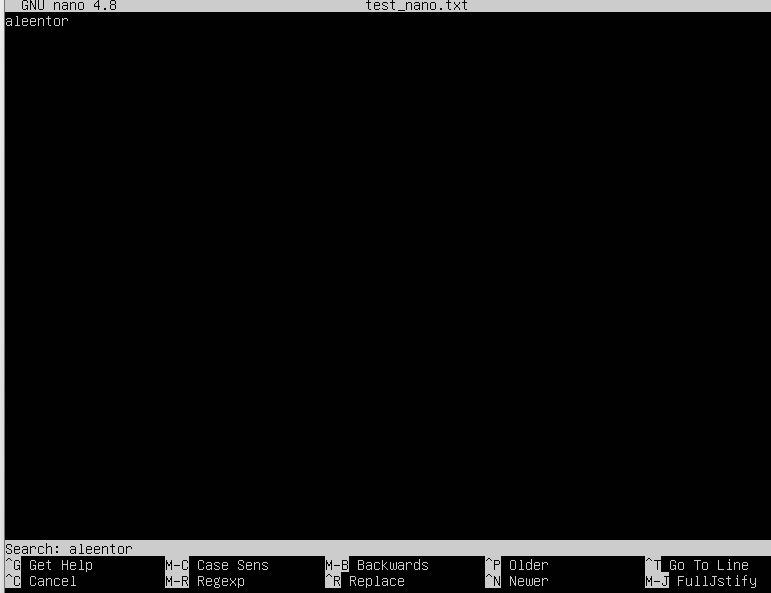 GNU nano 4.8 test_nano.txt
aleentor
Search: aleentor
^G Get Help M-C Case Sens M-B Backwards ^P Older ^T Go To Line
^C Cancel M-R Regexp ^R Replace ^N Newer M-J FullJstify